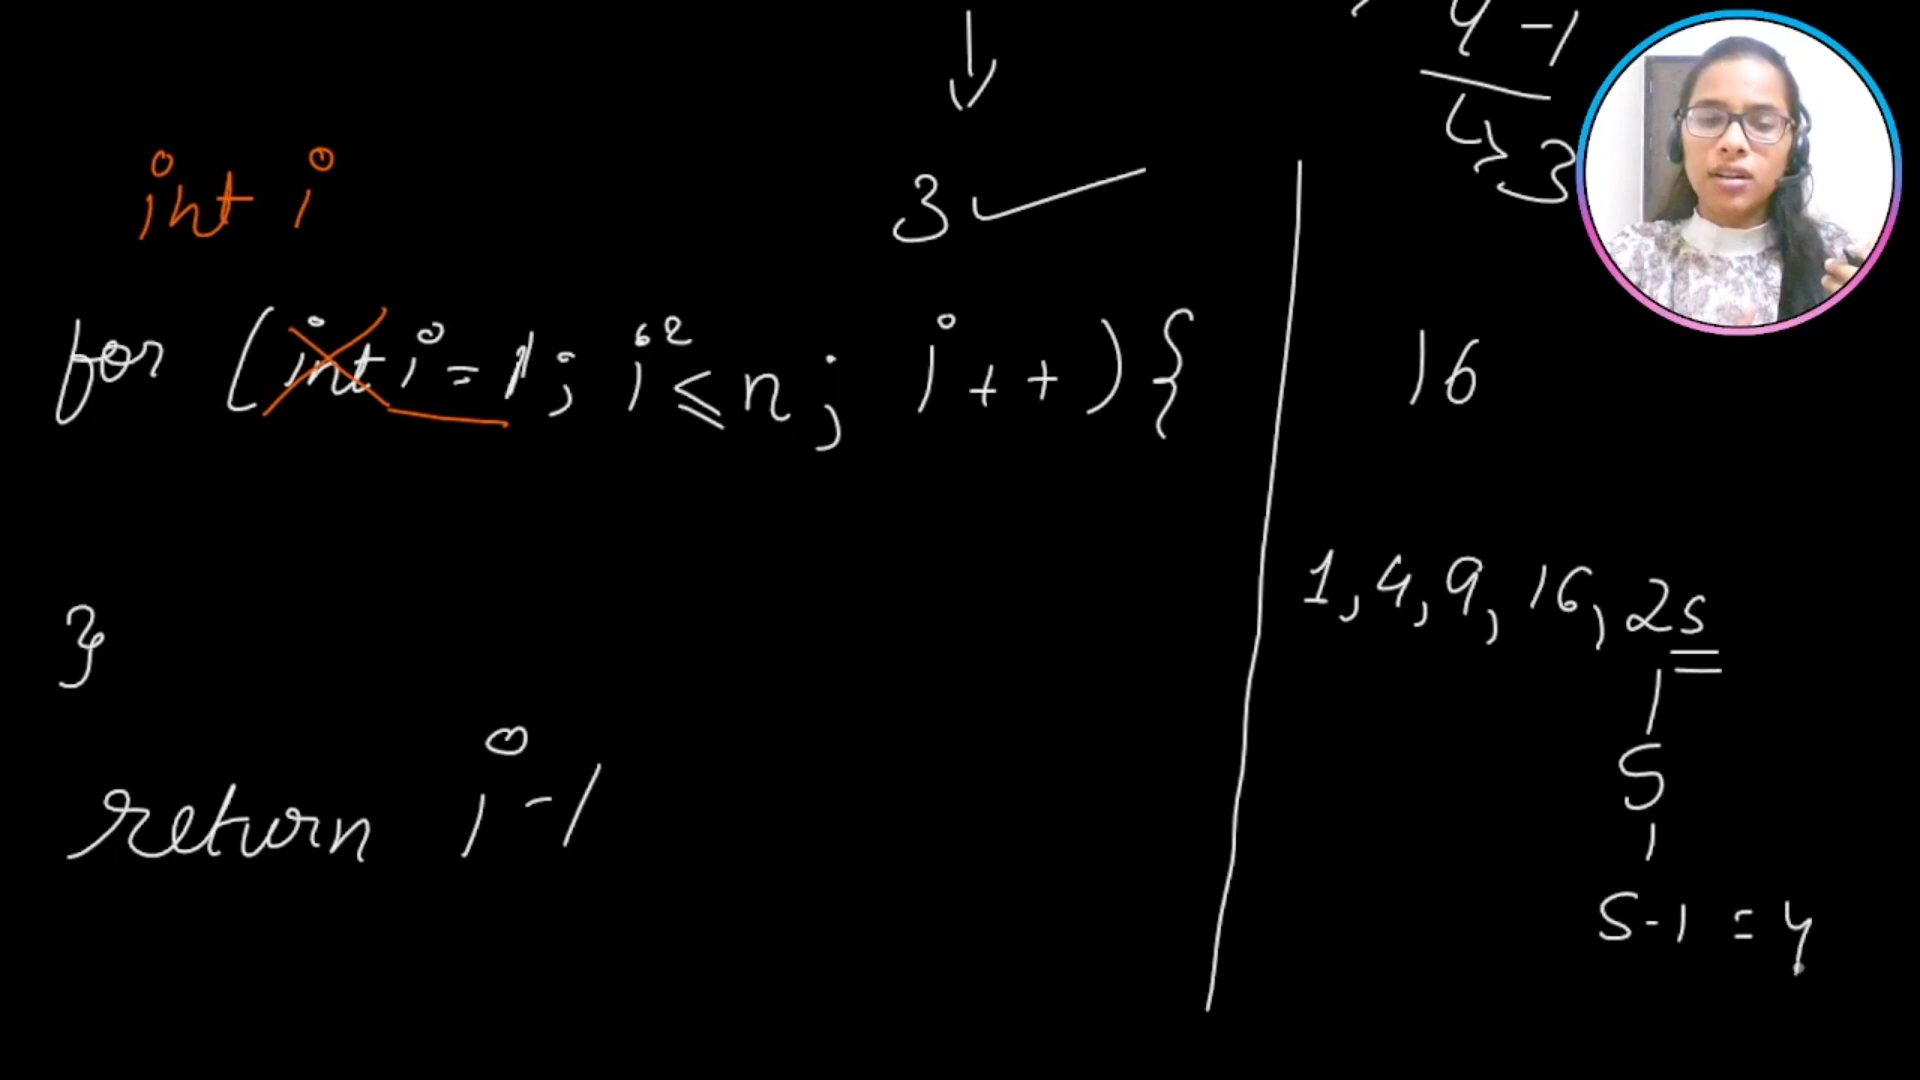 4-1
↳ 3
int i
3 ✓
for (int i = 1; i² ≤ n; i++) {
16
1, 4, 9, 16, 25
}
5
return i-1
5-1 = 4